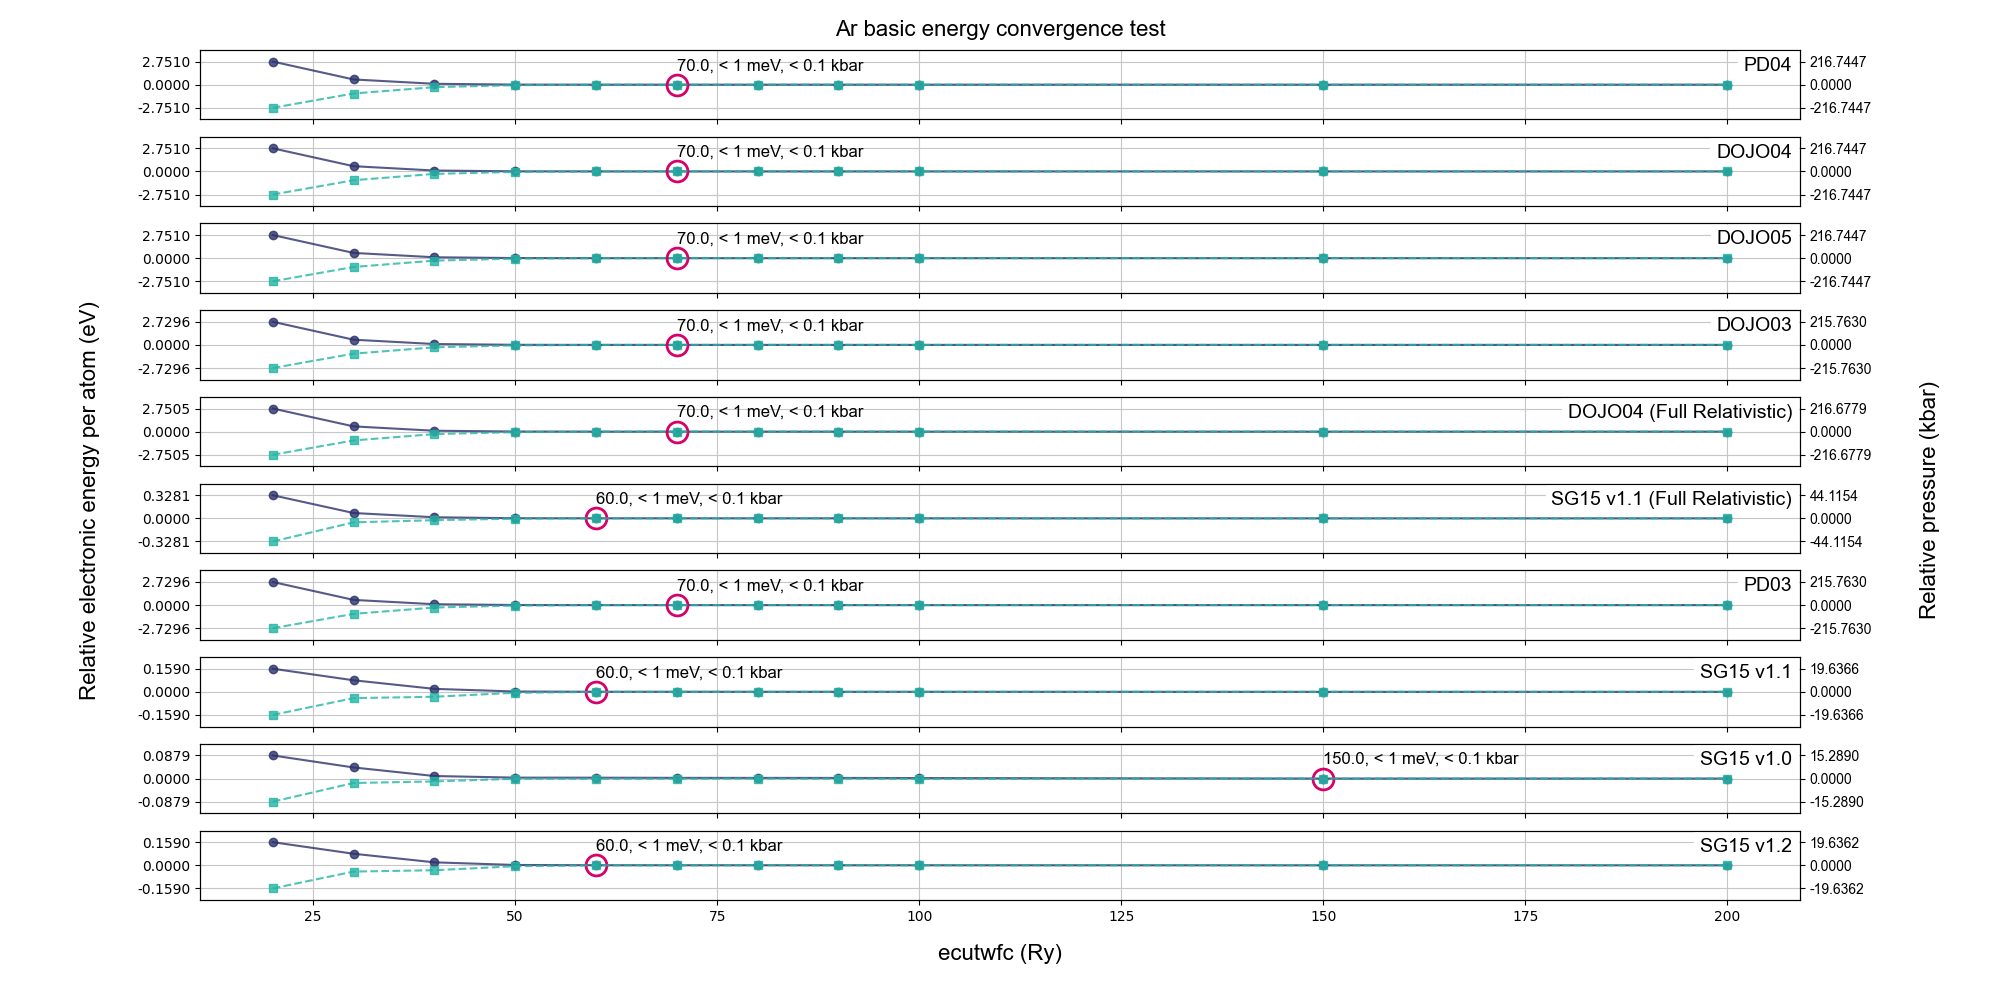 Ar basic energy convergence test
2.7510
0.0000
-2.7510
70.0, < 1 meV, < 0.1 kbar
PD04
216.7447
0.0000
-216.7447
2.7510
0.0000
-2.7510
70.0, < 1 meV, < 0.1 kbar
DOJO04
216.7447
0.0000
-216.7447
2.7510
0.0000
-2.7510
70.0, < 1 meV, < 0.1 kbar
DOJO05
216.7447
0.0000
-216.7447
2.7296
0.0000
-2.7296
70.0, < 1 meV, < 0.1 kbar
DOJO03
215.7630
0.0000
-215.7630
2.7505
0.0000
-2.7505
70.0, < 1 meV, < 0.1 kbar
DOJO04 (Full Relativistic)
216.6779
0.0000
-216.6779
0.3281
0.0000
-0.3281
60.0, < 1 meV, < 0.1 kbar
SG15 v1.1 (Full Relativistic)
44.1154
0.0000
-44.1154
2.7296
0.0000
-2.7296
70.0, < 1 meV, < 0.1 kbar
PD03
215.7630
0.0000
-215.7630
0.1590
0.0000
-0.1590
60.0, < 1 meV, < 0.1 kbar
SG15 v1.1
19.6366
0.0000
-19.6366
0.0879
0.0000
-0.0879
150.0, < 1 meV, < 0.1 kbar
SG15 v1.0
15.2890
0.0000
-15.2890
0.1590
0.0000
-0.1590
60.0, < 1 meV, < 0.1 kbar
SG15 v1.2
19.6362
0.0000
-19.6362
25 50 75 100 125 150 175 200
ecutwfc (Ry)
Relative electronic energy per atom (eV)
Relative pressure (kbar)